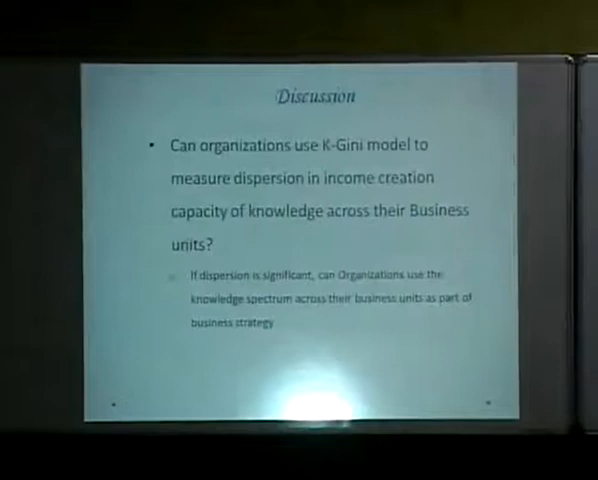 Discussion
• Can organizations use K-Gini model to
measure dispersion in income creation
capacity of knowledge across their Business
units?
If dispersion is significant, can Organizations use the
knowledge spectrum across their business units as part of
business strategy